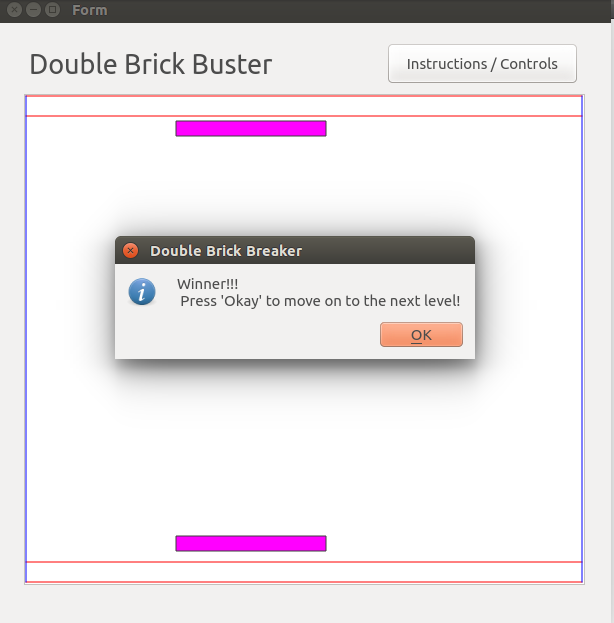 Form
Double Brick Buster
Instructions / Controls
Double Brick Breaker
Winner!!!
Press 'Okay' to move on to the next level!
OK